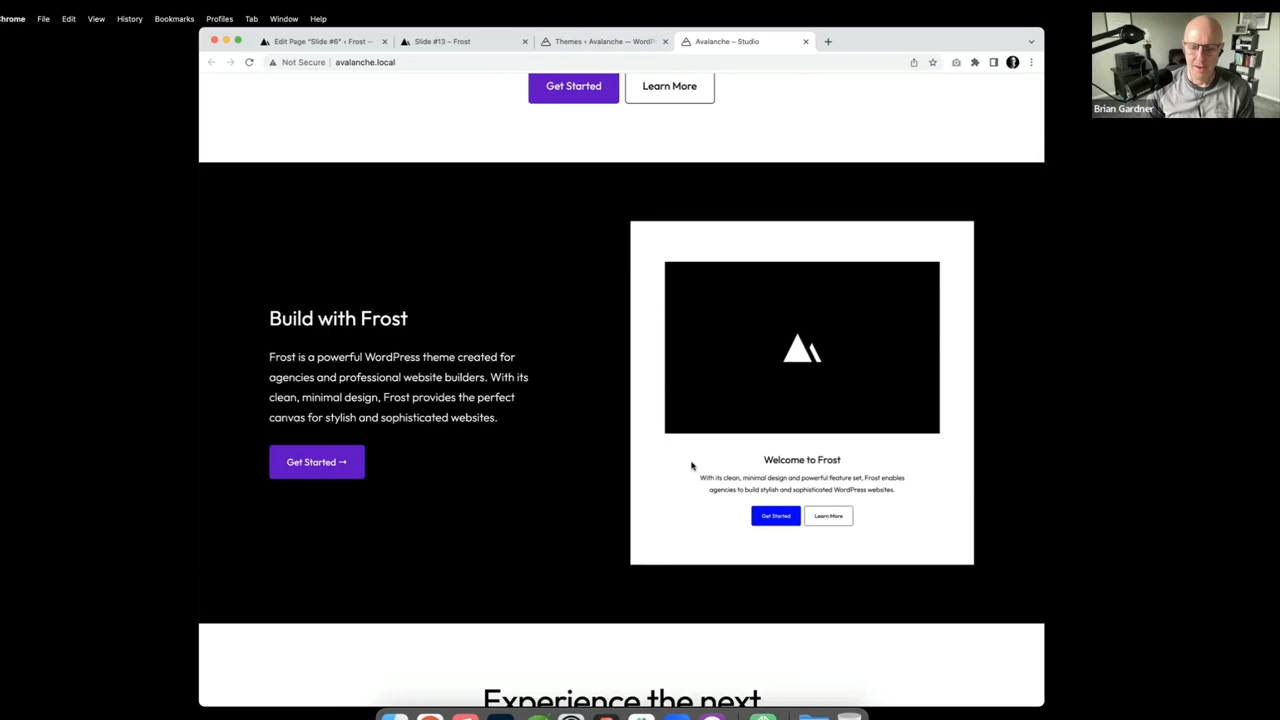 Chrome File Edit View History Bookmarks Profiles Tab Window Help
Edit Page “Slide #6” ‹ Frost —
Slide #13 – Frost
Themes ‹ Avalanche — WordP
Avalanche – Studio
Not Secure
avalanche.local
Brian Gardner
Get Started
Learn More
Build with Frost
Frost is a powerful WordPress theme created for
agencies and professional website builders. With its
clean, minimal design, Frost provides the perfect
canvas for stylish and sophisticated websites.
Get Started →
Welcome to Frost
With its clean, minimal design and powerful feature set, Frost enables
agencies to build stylish and sophisticated WordPress websites.
Get Started
Learn More
Experience the next